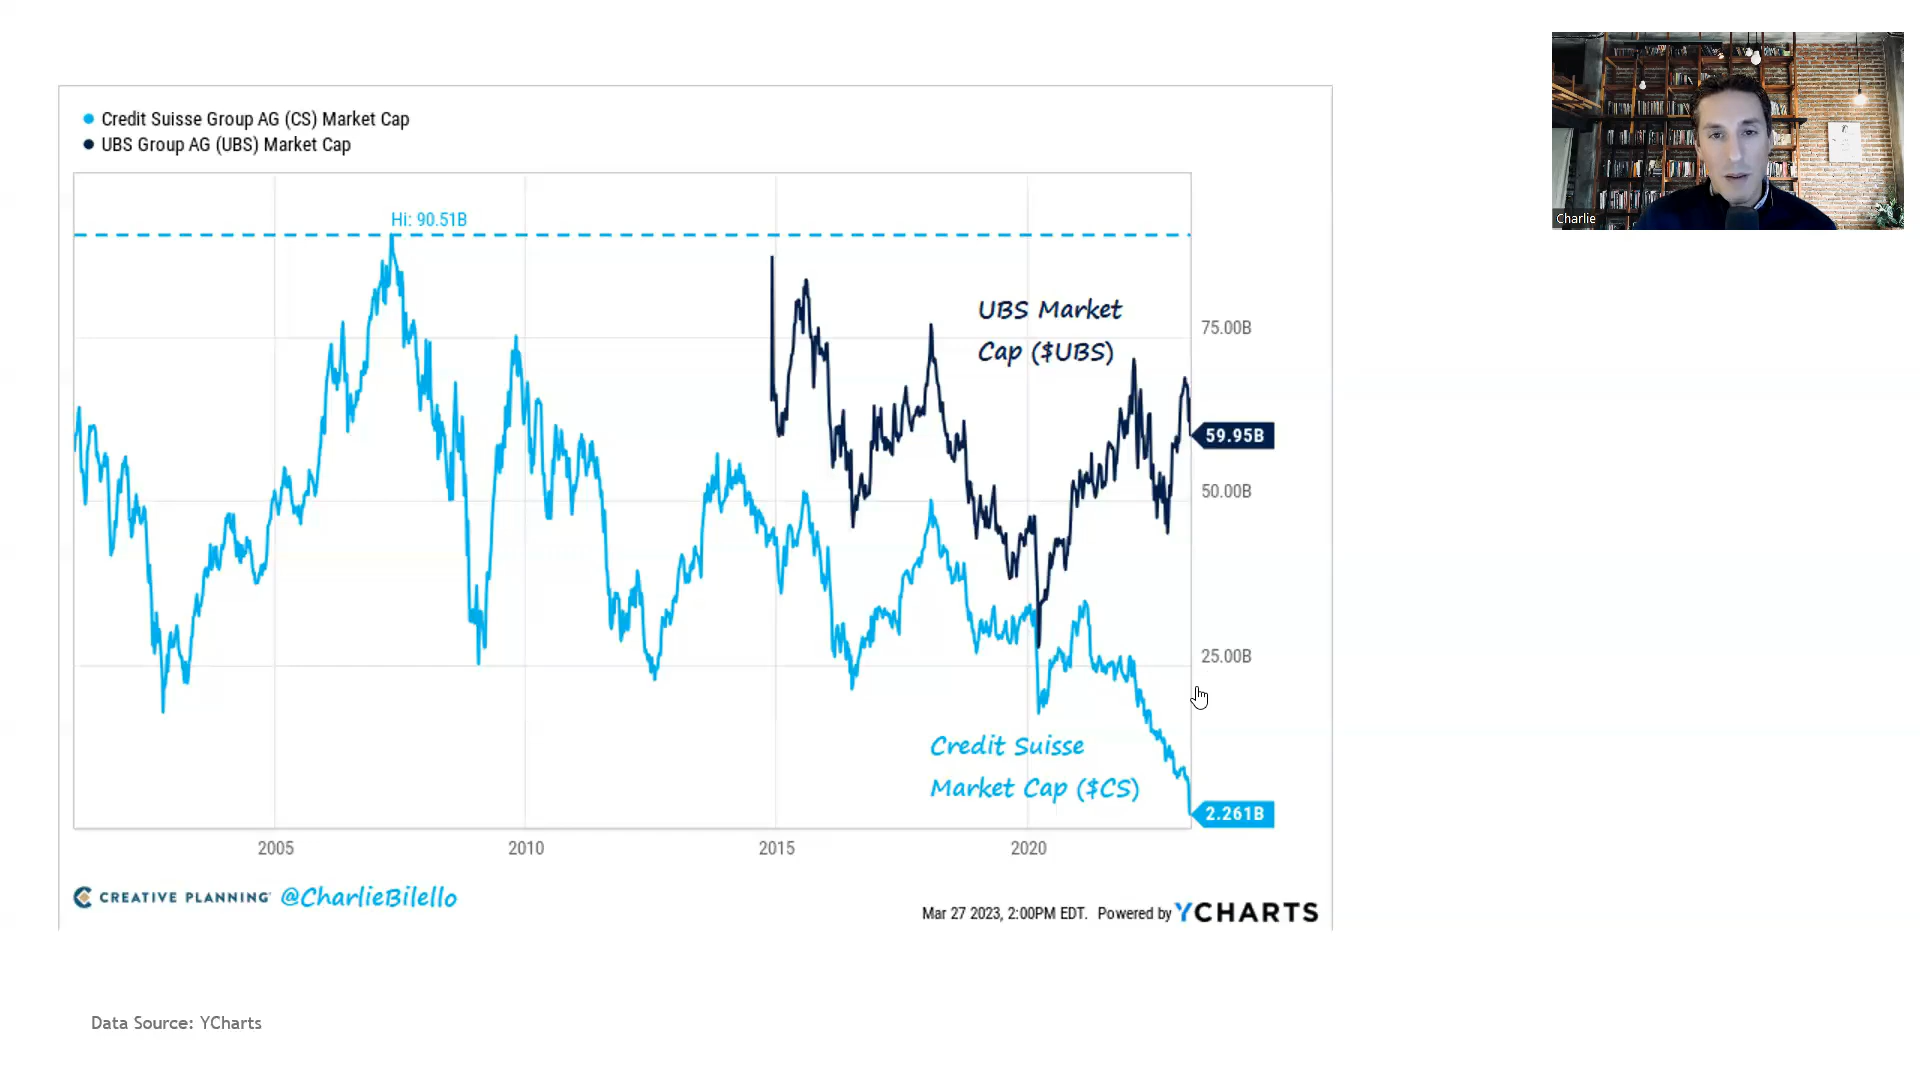 Credit Suisse Group AG (CS) Market Cap
UBS Group AG (UBS) Market Cap
Hi: 90.51B
UBS Market
Cap ($UBS)
75.00B
59.95B
50.00B
25.00B
Credit Suisse
Market Cap ($CS)
2.261B
2005
2010
2015
2020
CREATIVE PLANNING @CharlieBilello
Mar 27 2023, 2:00PM EDT. Powered by YCHARTS
Data Source: YCharts
Charlie